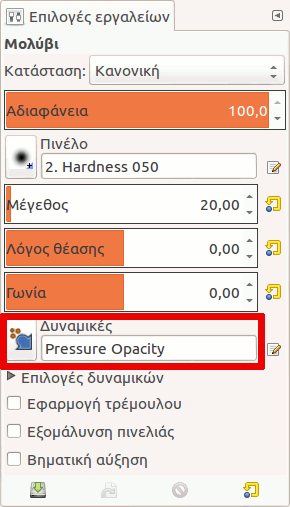 Επιλογές εργαλείων
Μολύβι
Κατάσταση: Κανονική
Αδιαφάνεια 100,0
Πινέλο
2. Hardness 050
Μέγεθος 20,00
Λόγος θέασης 0,00
Γωνία 0,00
Δυναμικές
Pressure Opacity
Επιλογές δυναμικών
Εφαρμογή τρέμουλου
Εξομάλυνση πινελιάς
Βηματική αύξηση